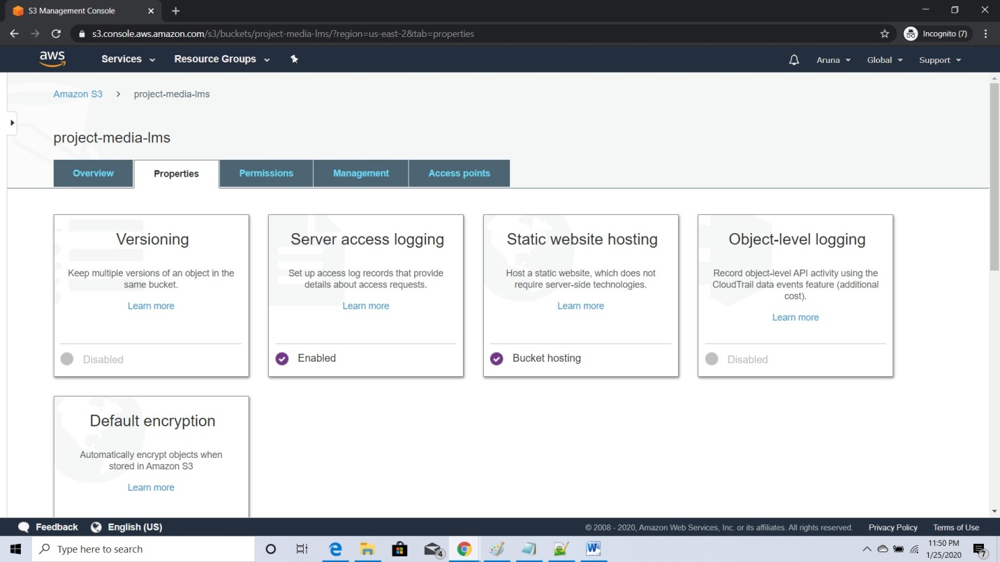 S3 Management Console
s3.console.aws.amazon.com/s3/buckets/project-media-lms/?region=us-east-2&tab=properties
Incognito (7)
aws
Services
Resource Groups
Aruna
Global
Support
Amazon S3
project-media-lms
project-media-lms
Overview
Properties
Permissions
Management
Access points
Versioning
Keep multiple versions of an object in the
same bucket.
Learn more
Disabled
Server access logging
Set up access log records that provide
details about access requests.
Learn more
Enabled
Static website hosting
Host a static website, which does not
require server-side technologies.
Learn more
Bucket hosting
Object-level logging
Record object-level API activity using the
CloudTrail data events feature (additional
cost).
Learn more
Disabled
Default encryption
Automatically encrypt objects when
stored in Amazon S3
Learn more
Feedback
English (US)
© 2008 - 2020, Amazon Web Services, Inc. or its affiliates. All rights reserved.
Privacy Policy
Terms of Use
Type here to search
4
11:50 PM
1/25/2020
7